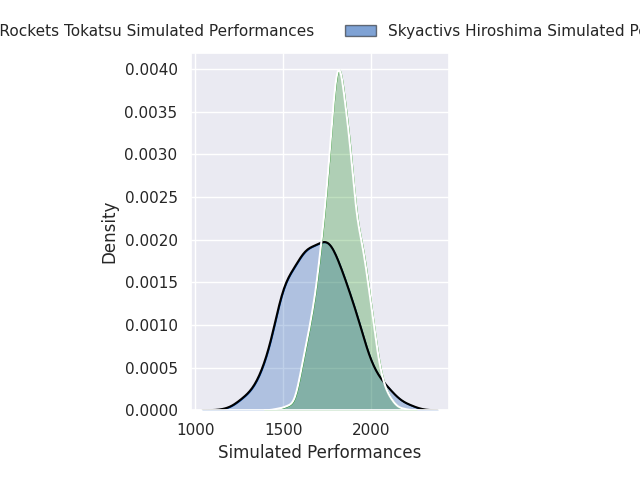 Rockets Tokatsu Simulated Performances
Skyactivs Hiroshima Simulated
0.0040
0.0035
0.0030
0.0025
0.0020
0.0015
0.0010
0.0005
0.0000
Density
1000 1500 2000
Simulated Performances